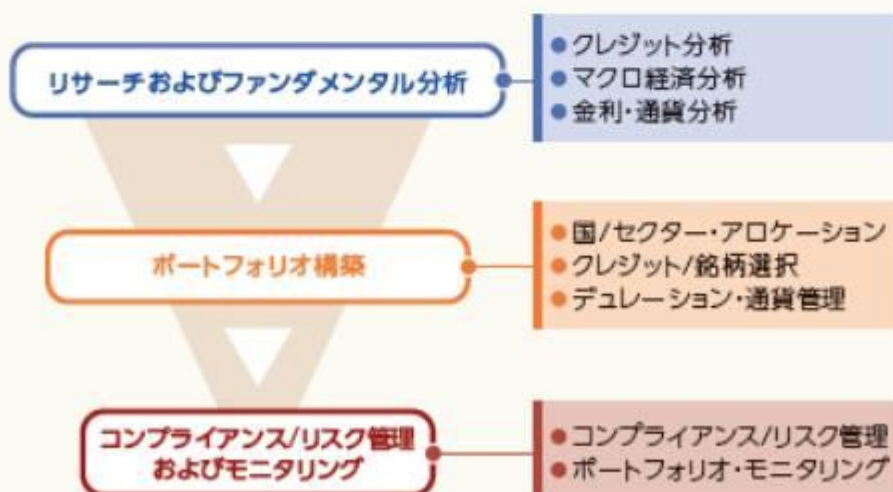 リサーチおよびファンダメンタル分析
●クレジット分析
●マクロ経済分析
●金利・通貨分析
ポートフォリオ構築
●国/セクター・アロケーション
●クレジット/銘柄選択
●デュレーション・通貨管理
コンプライアンス/リスク管理
およびモニタリング
●コンプライアンス/リスク管理
●ポートフォリオ・モニタリング